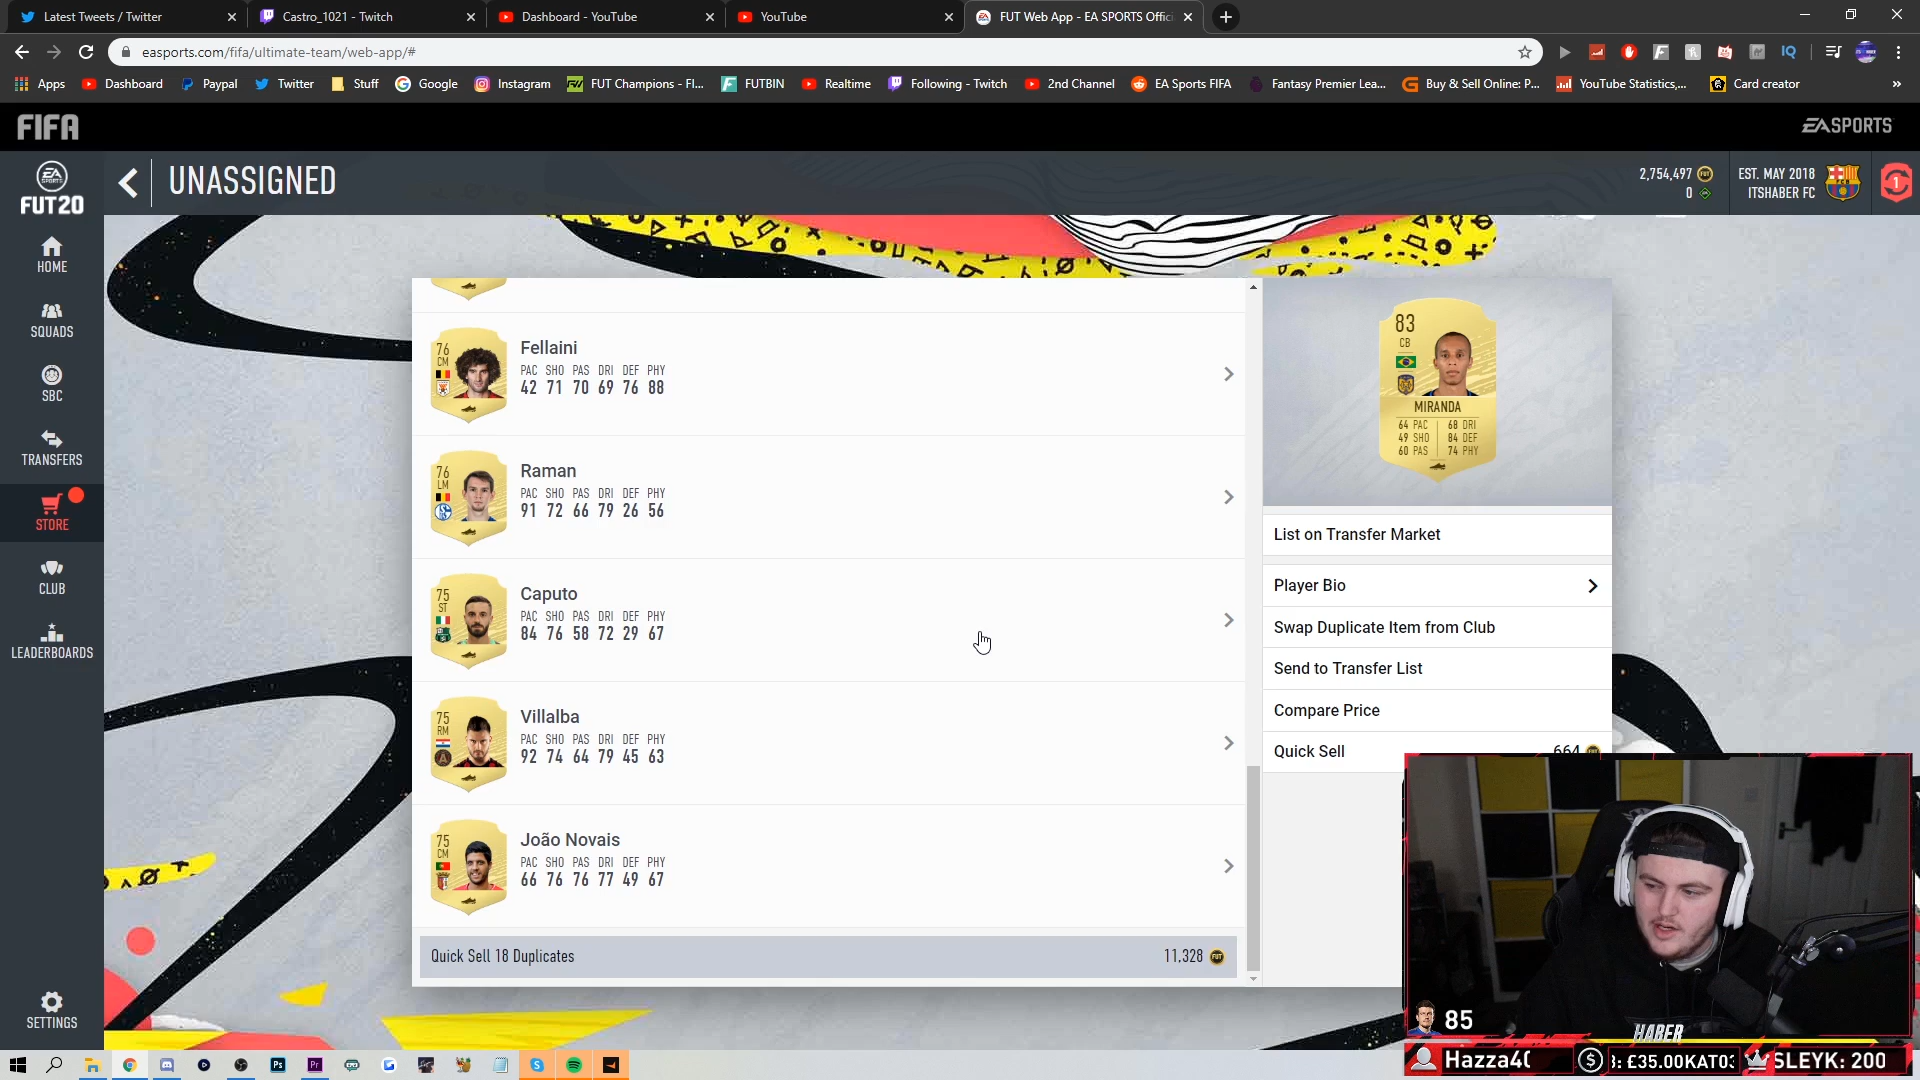 Latest Tweets / Twitter
Castro_1021 - Twitch
Dashboard - YouTube
YouTube
FUT Web App - EA SPORTS Offici
easports.com/fifa/ultimate-team/web-app/#
Apps
Dashboard
Paypal
Twitter
Stuff
Google
Instagram
FUT Champions - FI...
FUTBIN
Realtime
Following - Twitch
2nd Channel
EA Sports FIFA
Fantasy Premier Lea...
Buy & Sell Online: P...
YouTube Statistics,...
Card creator
»
FIFA
EA SPORTS
FUT20
UNASSIGNED
2,754,497
0
EST. MAY 2018
ITSHABER FC
1
HOME
SQUADS
SBC
TRANSFERS
STORE
CLUB
LEADERBOARDS
SETTINGS
76
CM
Fellaini
PAC SHO PAS DRI DEF PHY
42 71 70 69 76 88
76
LM
Raman
PAC SHO PAS DRI DEF PHY
91 72 66 79 26 56
75
ST
Caputo
PAC SHO PAS DRI DEF PHY
84 76 58 72 29 67
75
RM
Villalba
PAC SHO PAS DRI DEF PHY
92 74 64 79 45 63
75
CM
João Novais
PAC SHO PAS DRI DEF PHY
66 76 76 77 49 67
Quick Sell 18 Duplicates
11,328
83
CB
MIRANDA
64 PAC 68 DRI
49 SHO 84 DEF
60 PAS 74 PHY
List on Transfer Market
Player Bio
Swap Duplicate Item from Club
Send to Transfer List
Compare Price
Quick Sell 664
85
HABER
Hazza40
: £35.00KATO3
SLEYK: 200